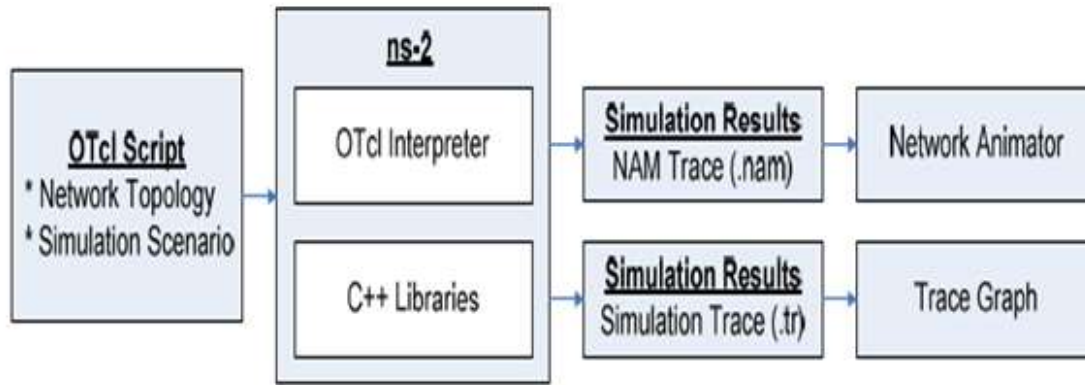 OTcl Script
* Network Topology
* Simulation Scenario
ns-2
OTcl Interpreter
C++ Libraries
Simulation Results
NAM Trace (.nam)
Simulation Results
Simulation Trace (.tr)
Network Animator
Trace Graph